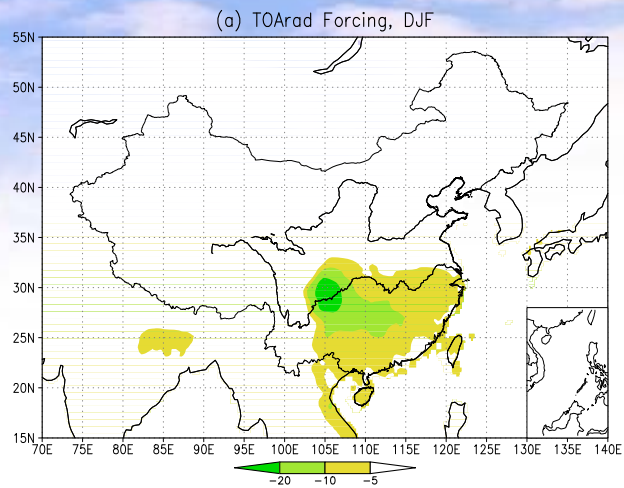 (a) TOArad Forcing, DJF
55N
50N
45N
40N
35N
30N
25N
20N
15N
70E 75E 80E 85E 90E 95E 100E 105E 110E 115E 120E 125E 130E 135E 140E
-20 -10 -5